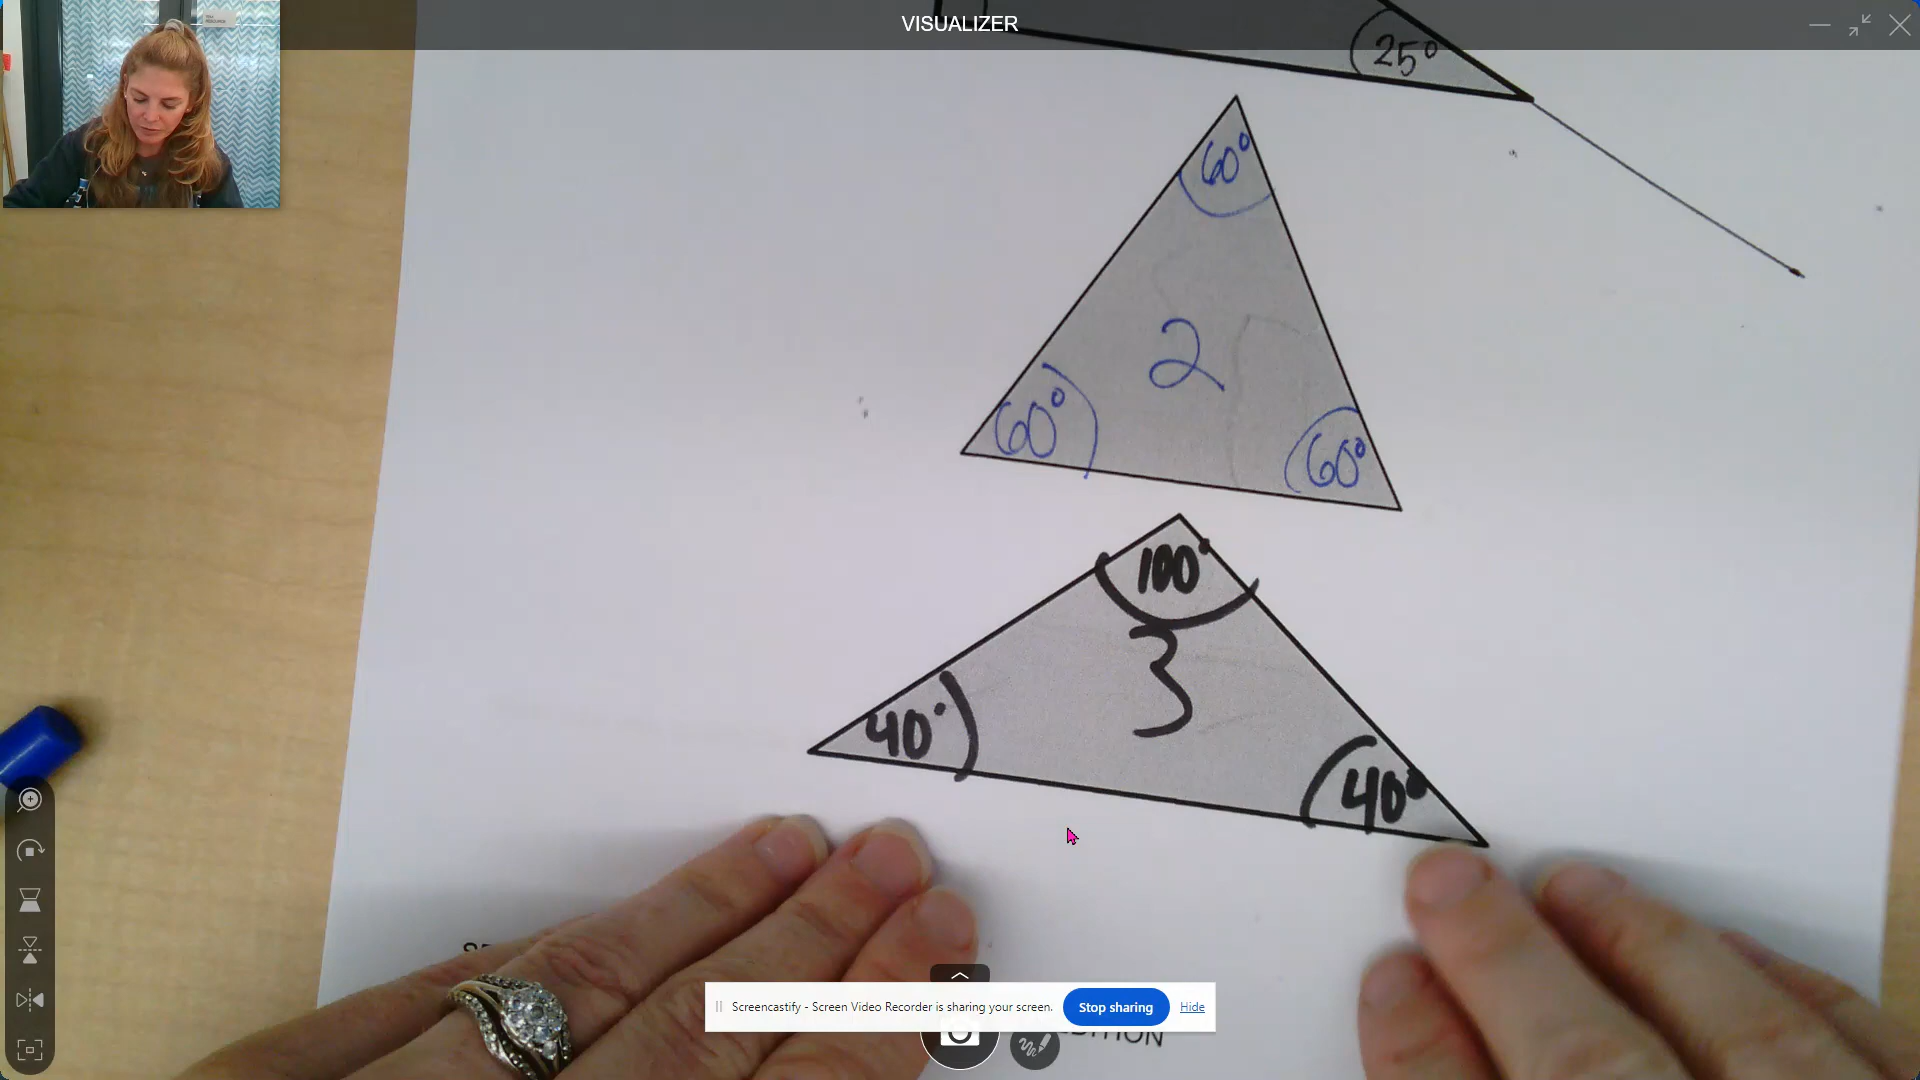 VISUALIZER
25°
60°
2
60°
60°
100°
3
40°
40°
Screencastify - Screen Video Recorder is sharing your screen.
Stop sharing
Hide